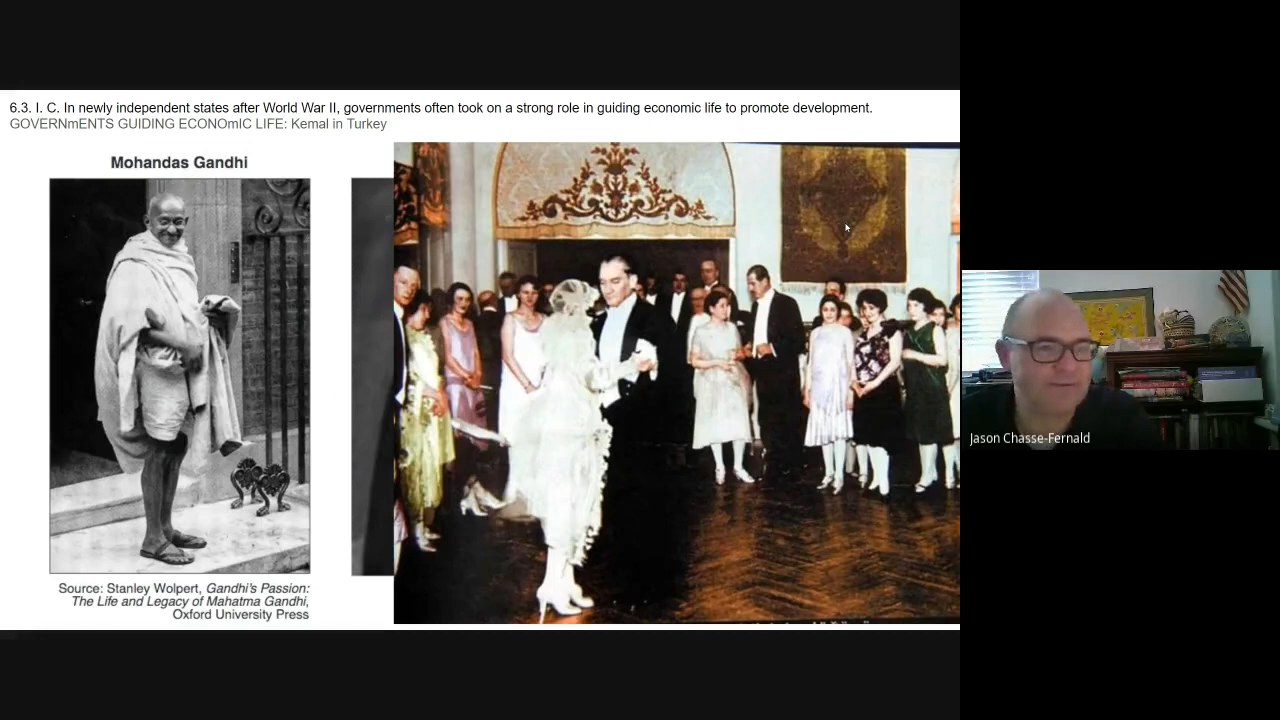 6.3. I. C. In newly independent states after World War II, governments often took on a strong role in guiding economic life to promote development.
GOVERNmENTS GUIDING ECONOmIC LIFE: Kemal in Turkey
Mohandas Gandhi
Source: Stanley Wolpert, Gandhi's Passion:
The Life and Legacy of Mahatma Gandhi,
Oxford University Press
Jason Chasse-Fernald